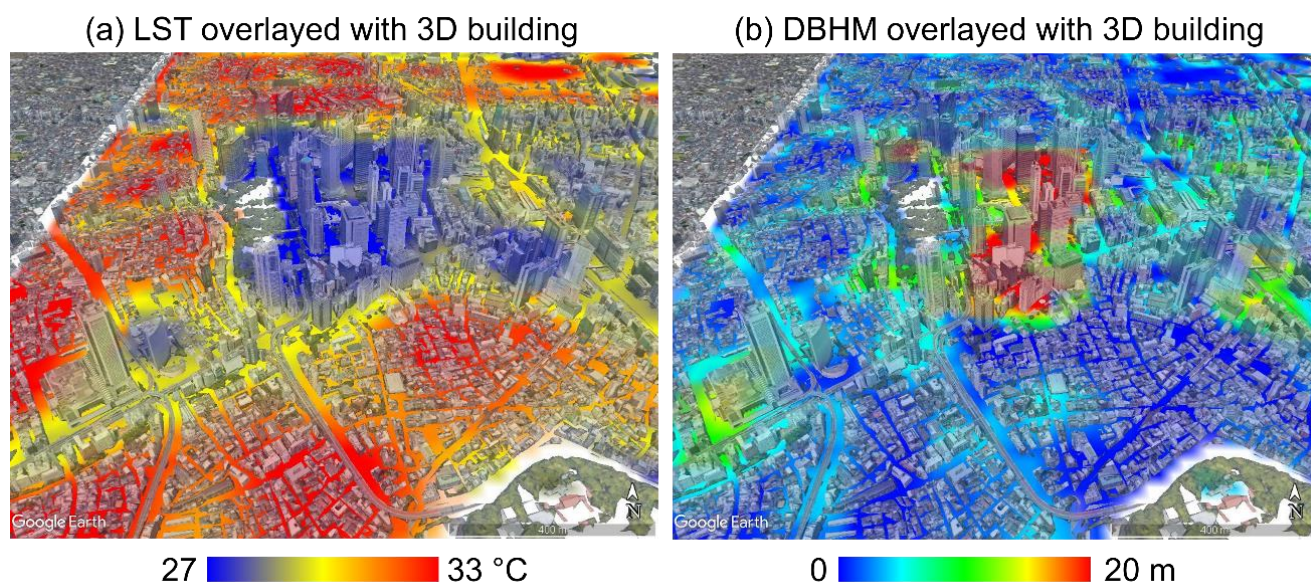 (a) LST overlayed with 3D building
(b) DBHM overlayed with 3D building
Google Earth
400 m
N
Google Earth
400 m
N
27
33 °C
0
20 m